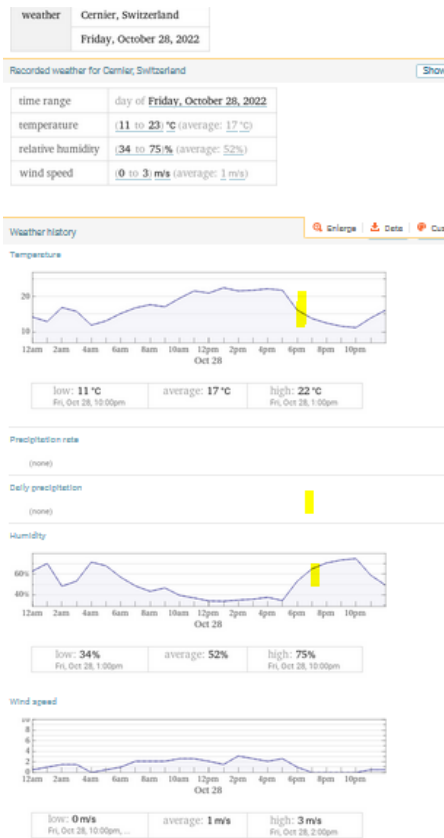 weather Cernier, Switzerland
Friday, October 28, 2022
Recorded weather for Cernier, Switzerland Show
time range day of Friday, October 28, 2022
temperature (11 to 23) °C (average: 17 °C)
relative humidity (34 to 75)% (average: 52%)
wind speed (0 to 3) m/s (average: 1 m/s)
Weather history Enlarge Data Cus
Temperature
20
10
12am 2am 4am 6am 8am 10am 12pm 2pm 4pm 6pm 8pm 10pm
Oct 28
low: 11 °C average: 17 °C high: 22 °C
Fri, Oct 28, 10:00pm Fri, Oct 28, 1:00pm
Precipitation rate
(none)
Daily precipitation
(none)
Humidity
60%
40%
12am 2am 4am 6am 8am 10am 12pm 2pm 4pm 6pm 8pm 10pm
Oct 28
low: 34% average: 52% high: 75%
Fri, Oct 28, 1:00pm Fri, Oct 28, 10:00pm
Wind speed
10
8
6
4
2
0
12am 2am 4am 6am 8am 10am 12pm 2pm 4pm 6pm 8pm 10pm
Oct 28
low: 0 m/s average: 1 m/s high: 3 m/s
Fri, Oct 28, 10:00pm, ... Fri, Oct 28, 2:00pm